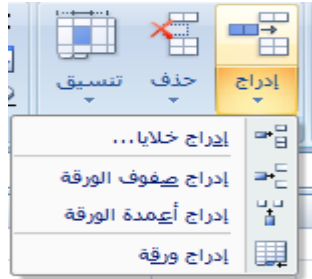 إدراج حذف تنسيق
إدراج خلايا...
إدراج صفوف الورقة
إدراج أعمدة الورقة
إدراج ورقة